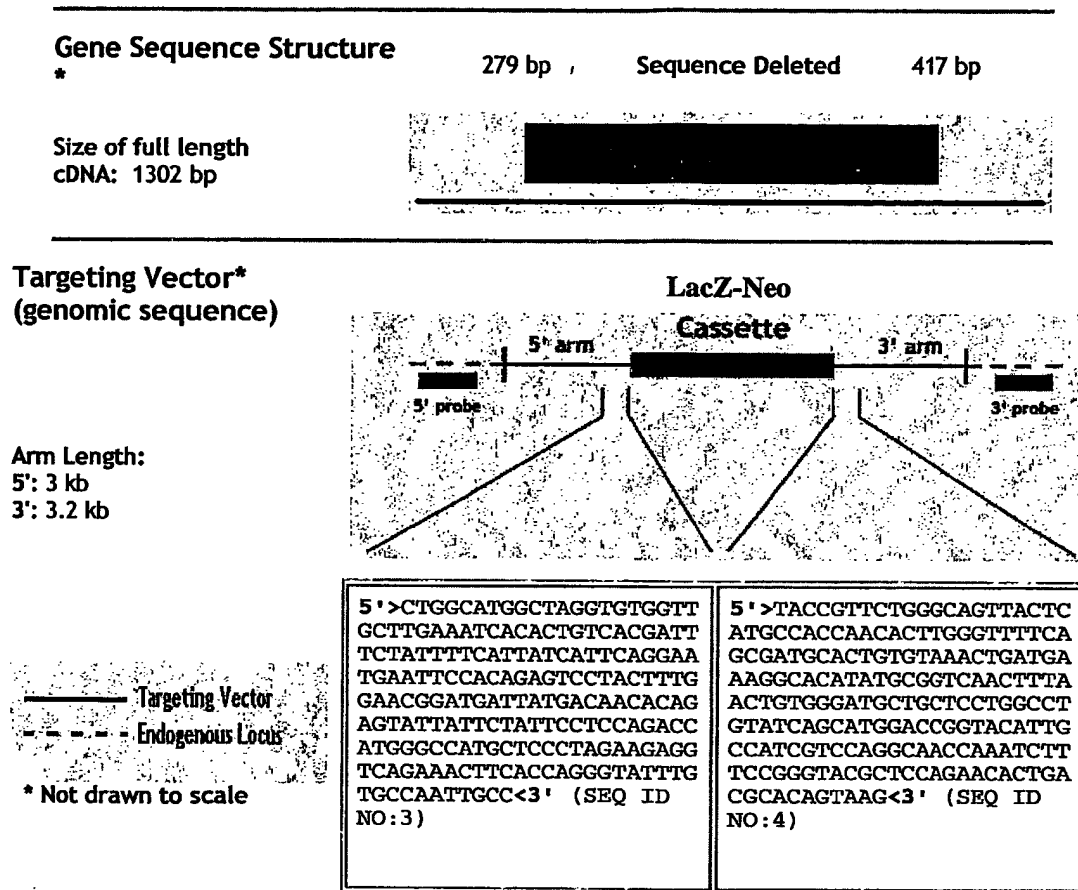 Gene Sequence Structure
*
279 bp , Sequence Deleted 417 bp
Size of full length
cDNA: 1302 bp
Targeting Vector*
(genomic sequence)
LacZ-Neo
Cassette
5' arm
3' arm
5' probe
3' probe
Arm Length:
5': 3 kb
3': 3.2 kb
5'>CTGGCATGGCTAGGTGTGGTT
GCTTGAAATCACACTGTCACGATT
TCTATTTTCATTATCATTCAGGAA
TGAATTCCACAGAGTCCTACTTTG
GAACGGATGATTATGACAACACAG
AGTATTATTCTATTCCTCCAGACC
ATGGGCCATGCTCCCTAGAAGAGG
TCAGAAACTTCACCAGGGTATTTG
TGCCAATTGCC<3' (SEQ ID
NO:3)
5'>TACCGTTCTGGGCAGTTACTC
ATGCCACCAACACTTGGGTTTTCA
GCGATGCACTGTGTAAACTGATGA
AAGGCACATATGCGGTCAACTTTA
ACTGTGGGATGCTGCTCCTGGCCT
GTATCAGCATGGACCGGTACATTG
CCATCGTCCAGGCAACCAAATCTT
TCCGGGTACGCTCCAGAACACTGA
CGCACAGTAAG<3' (SEQ ID
NO:4)
Targeting Vector
Endogenous Locus
* Not drawn to scale